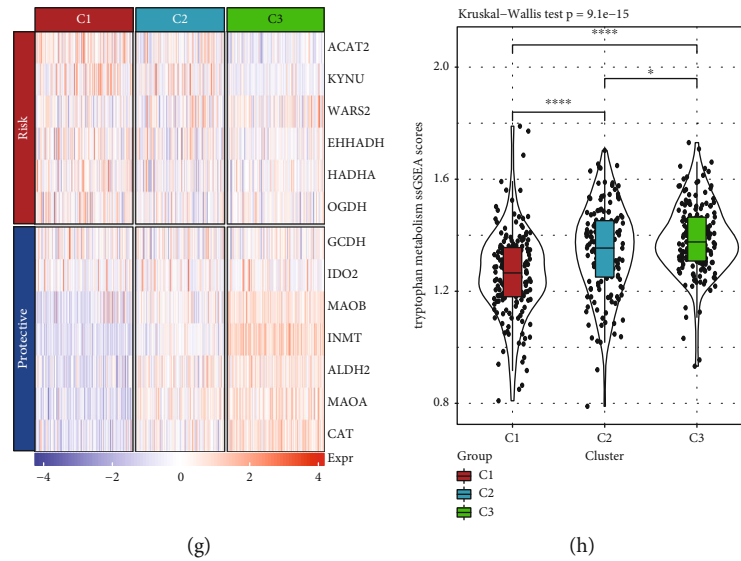 C1 C2 C3
Risk
ACAT2
KYNU
WARS2
EHHADH
HADHA
OGDH
Protective
GCDH
IDO2
MAOB
INMT
ALDH2
MAOA
CAT
Expr
−4 −2 0 2 4
(g)
Kruskal−Wallis test p = 9.1e−15
****
*
****
tryptophan metabolism ssGSEA scores
2.0
1.6
1.4
1.2
0.8
C1 C2 C3
Cluster
Group
C1
C2
C3
(h)